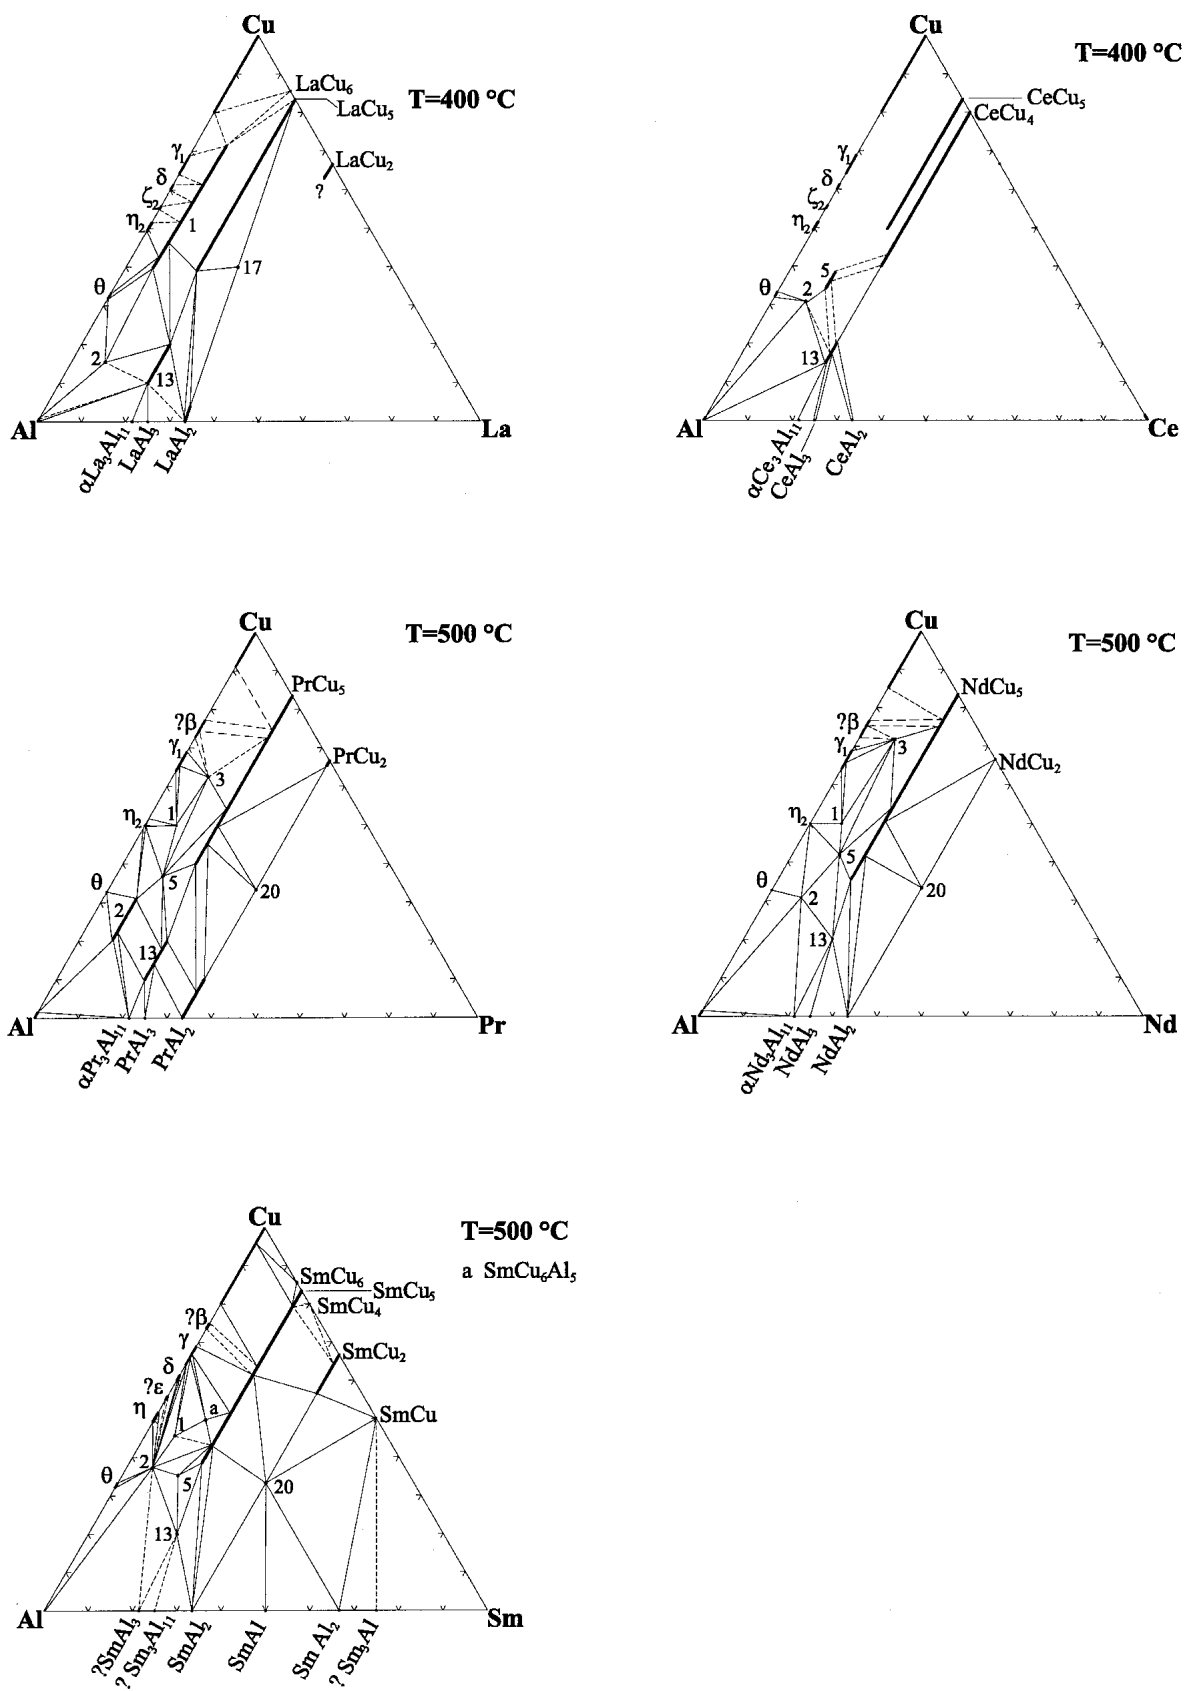 Cu
T=400 °C
LaCu6
LaCu5
LaCu2
?
γ1
δ
ζ2
η2
1
17
θ
2
13
Al
La
αLa3Al11
LaAl3
LaAl2
Cu
T=400 °C
CeCu5
CeCu4
γ1
δ
ζ2
η2
5
θ
2
13
Al
Ce
αCe3Al11
CeAl3
CeAl2
Cu
T=500 °C
PrCu5
?β
PrCu2
γ1
3
η2
1
5
θ
20
2
13
Al
Pr
αPr3Al11
PrAl3
PrAl2
Cu
T=500 °C
NdCu5
?β
γ1
3
NdCu2
η2
1
5
θ
20
2
13
Al
Nd
αNd3Al11
NdAl3
NdAl2
Cu
T=500 °C
a SmCu6Al5
SmCu6
SmCu5
SmCu4
?β
γ
SmCu2
δ
?ε
η
a
SmCu
1
2
θ
5
20
13
Al
Sm
?SmAl3
? Sm3Al11
SmAl2
SmAl
Sm Al2
? Sm3Al